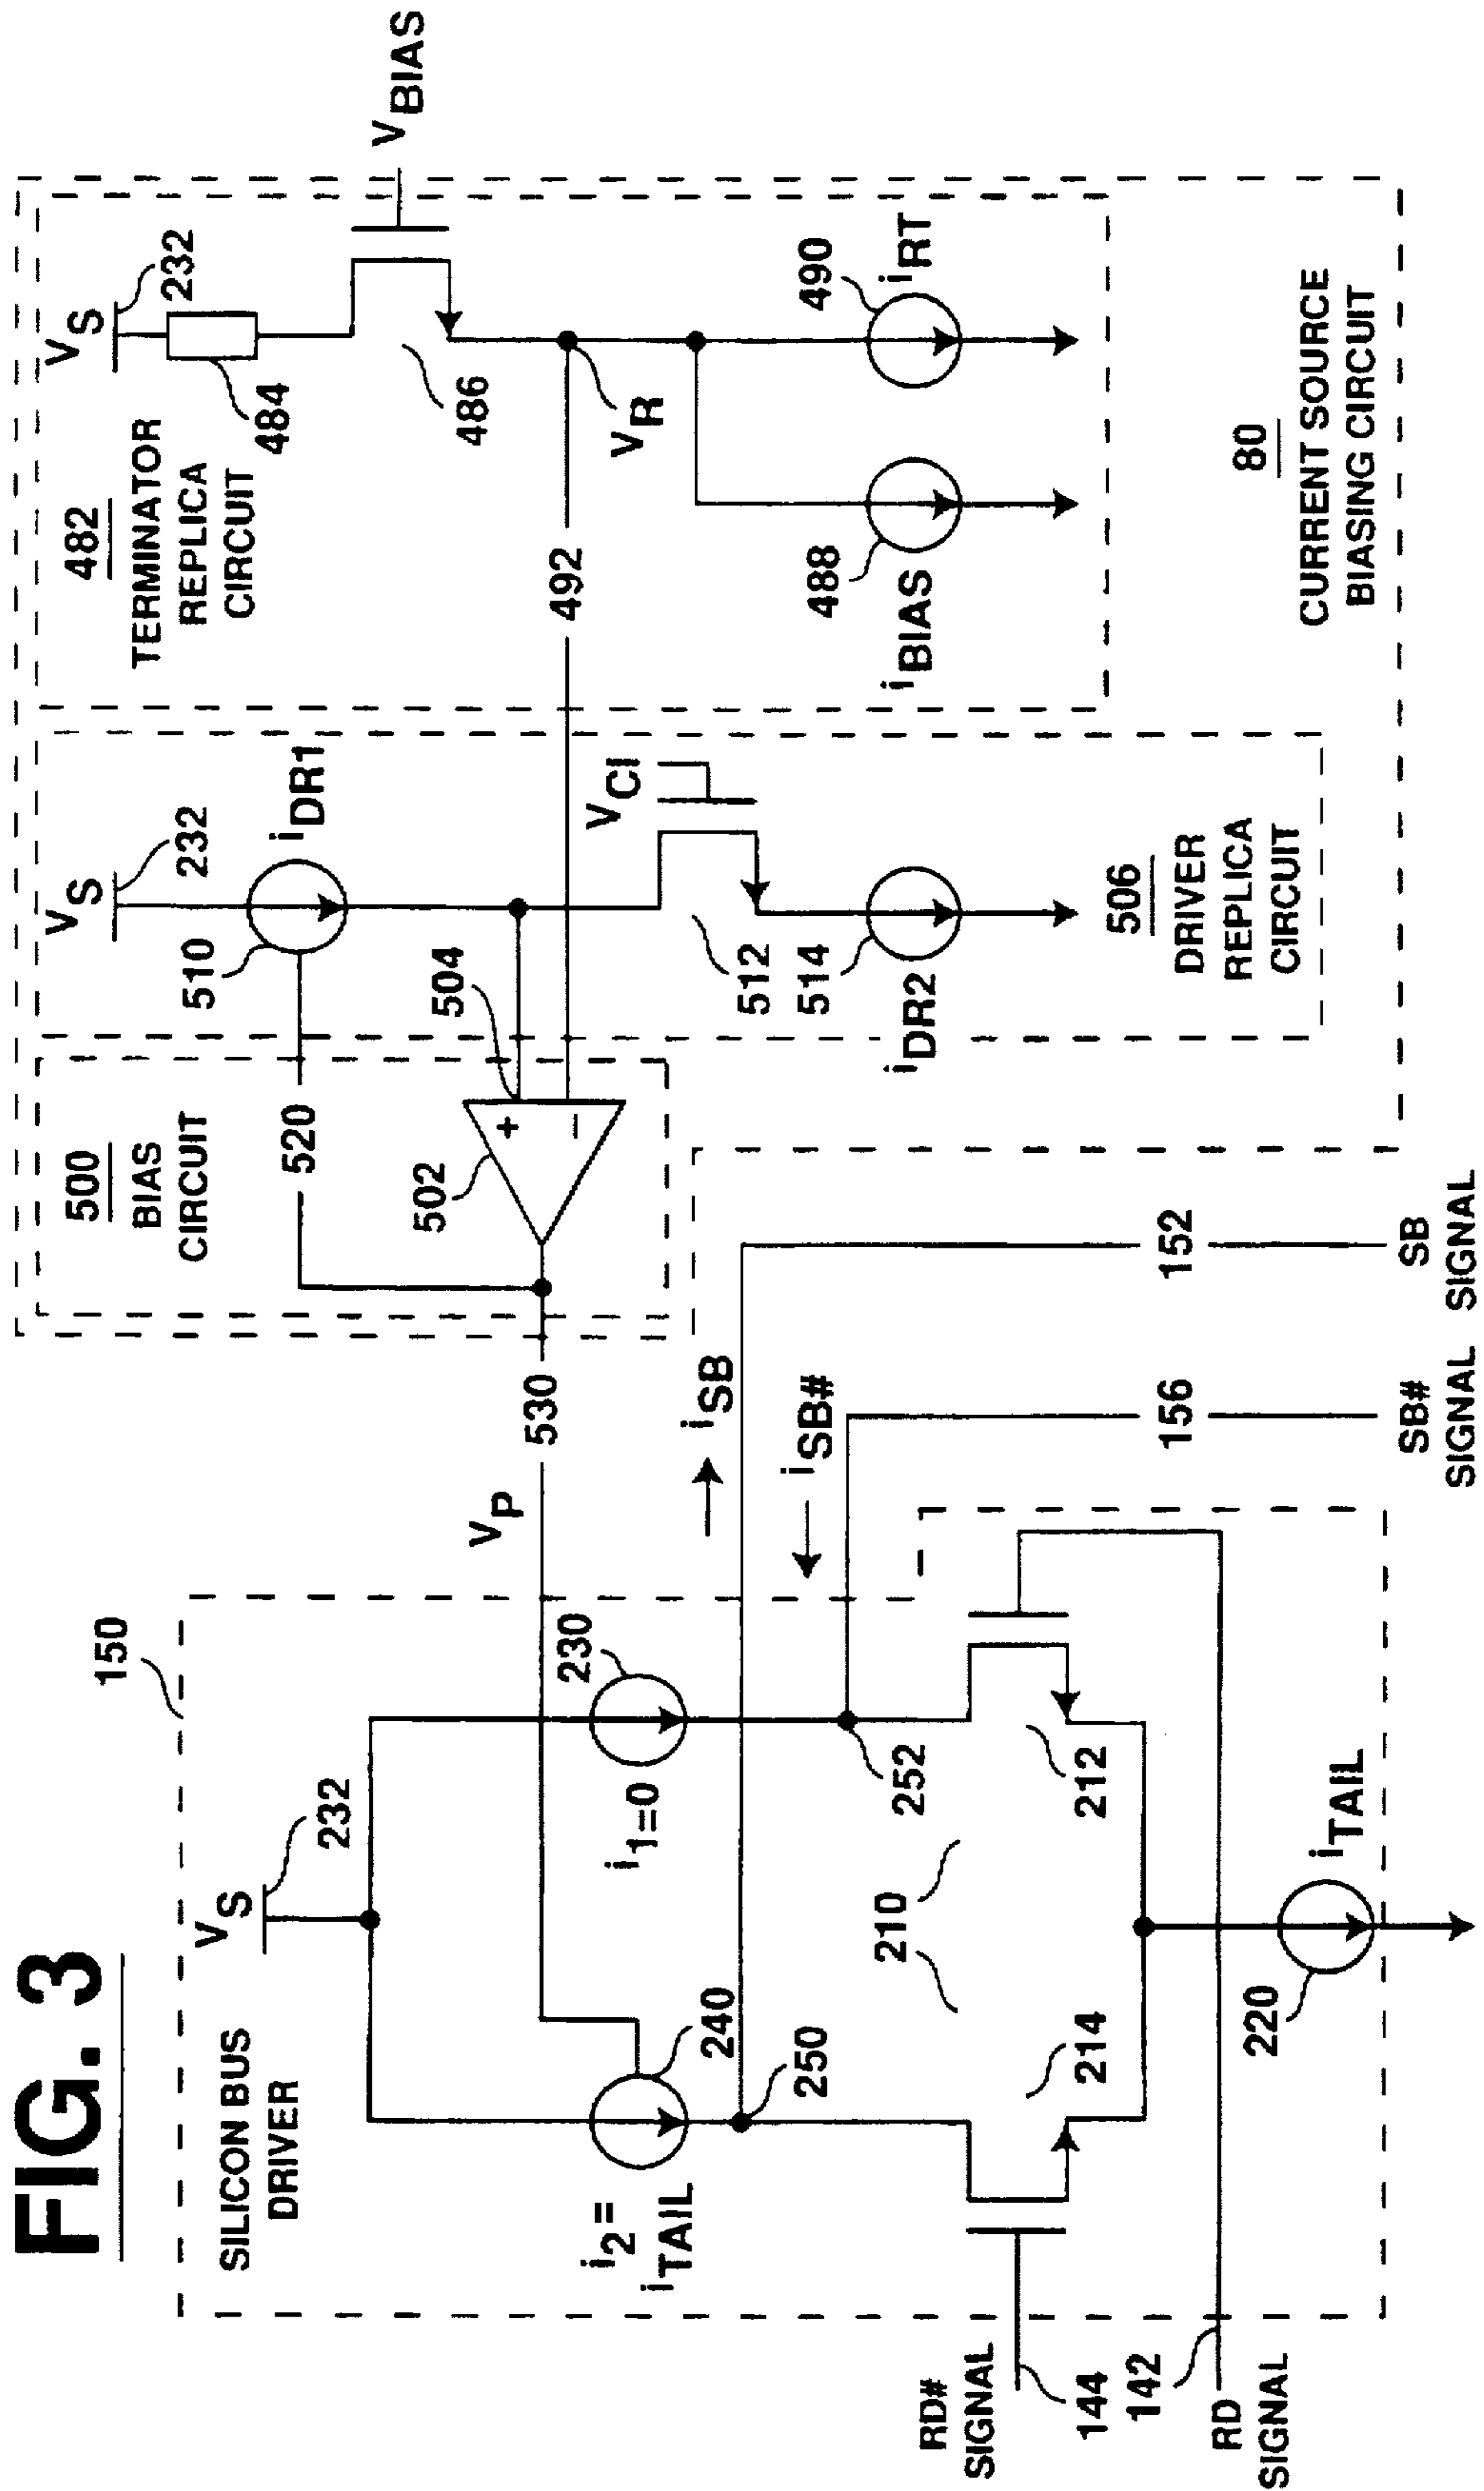 FIG. 3
SILICON BUS
DRIVER
150
VS
232
i2=
iTAIL
240
i1=0
230
250
252
210
214
212
RD#
SIGNAL
144
142
RD
SIGNAL
220
iTAIL
VP
530
iSB
iSB#
152
SB
SIGNAL
156
SB#
SIGNAL
500
BIAS
CIRCUIT
520
502
504
+
−
VS
232
510
iDR1
VCI
512
514
iDR2
506
DRIVER
REPLICA
CIRCUIT
482
TERMINATOR
REPLICA
CIRCUIT
VS
232
484
486
VBIAS
492
VR
488
iBIAS
490
iRT
80
CURRENT SOURCE
BIASING CIRCUIT